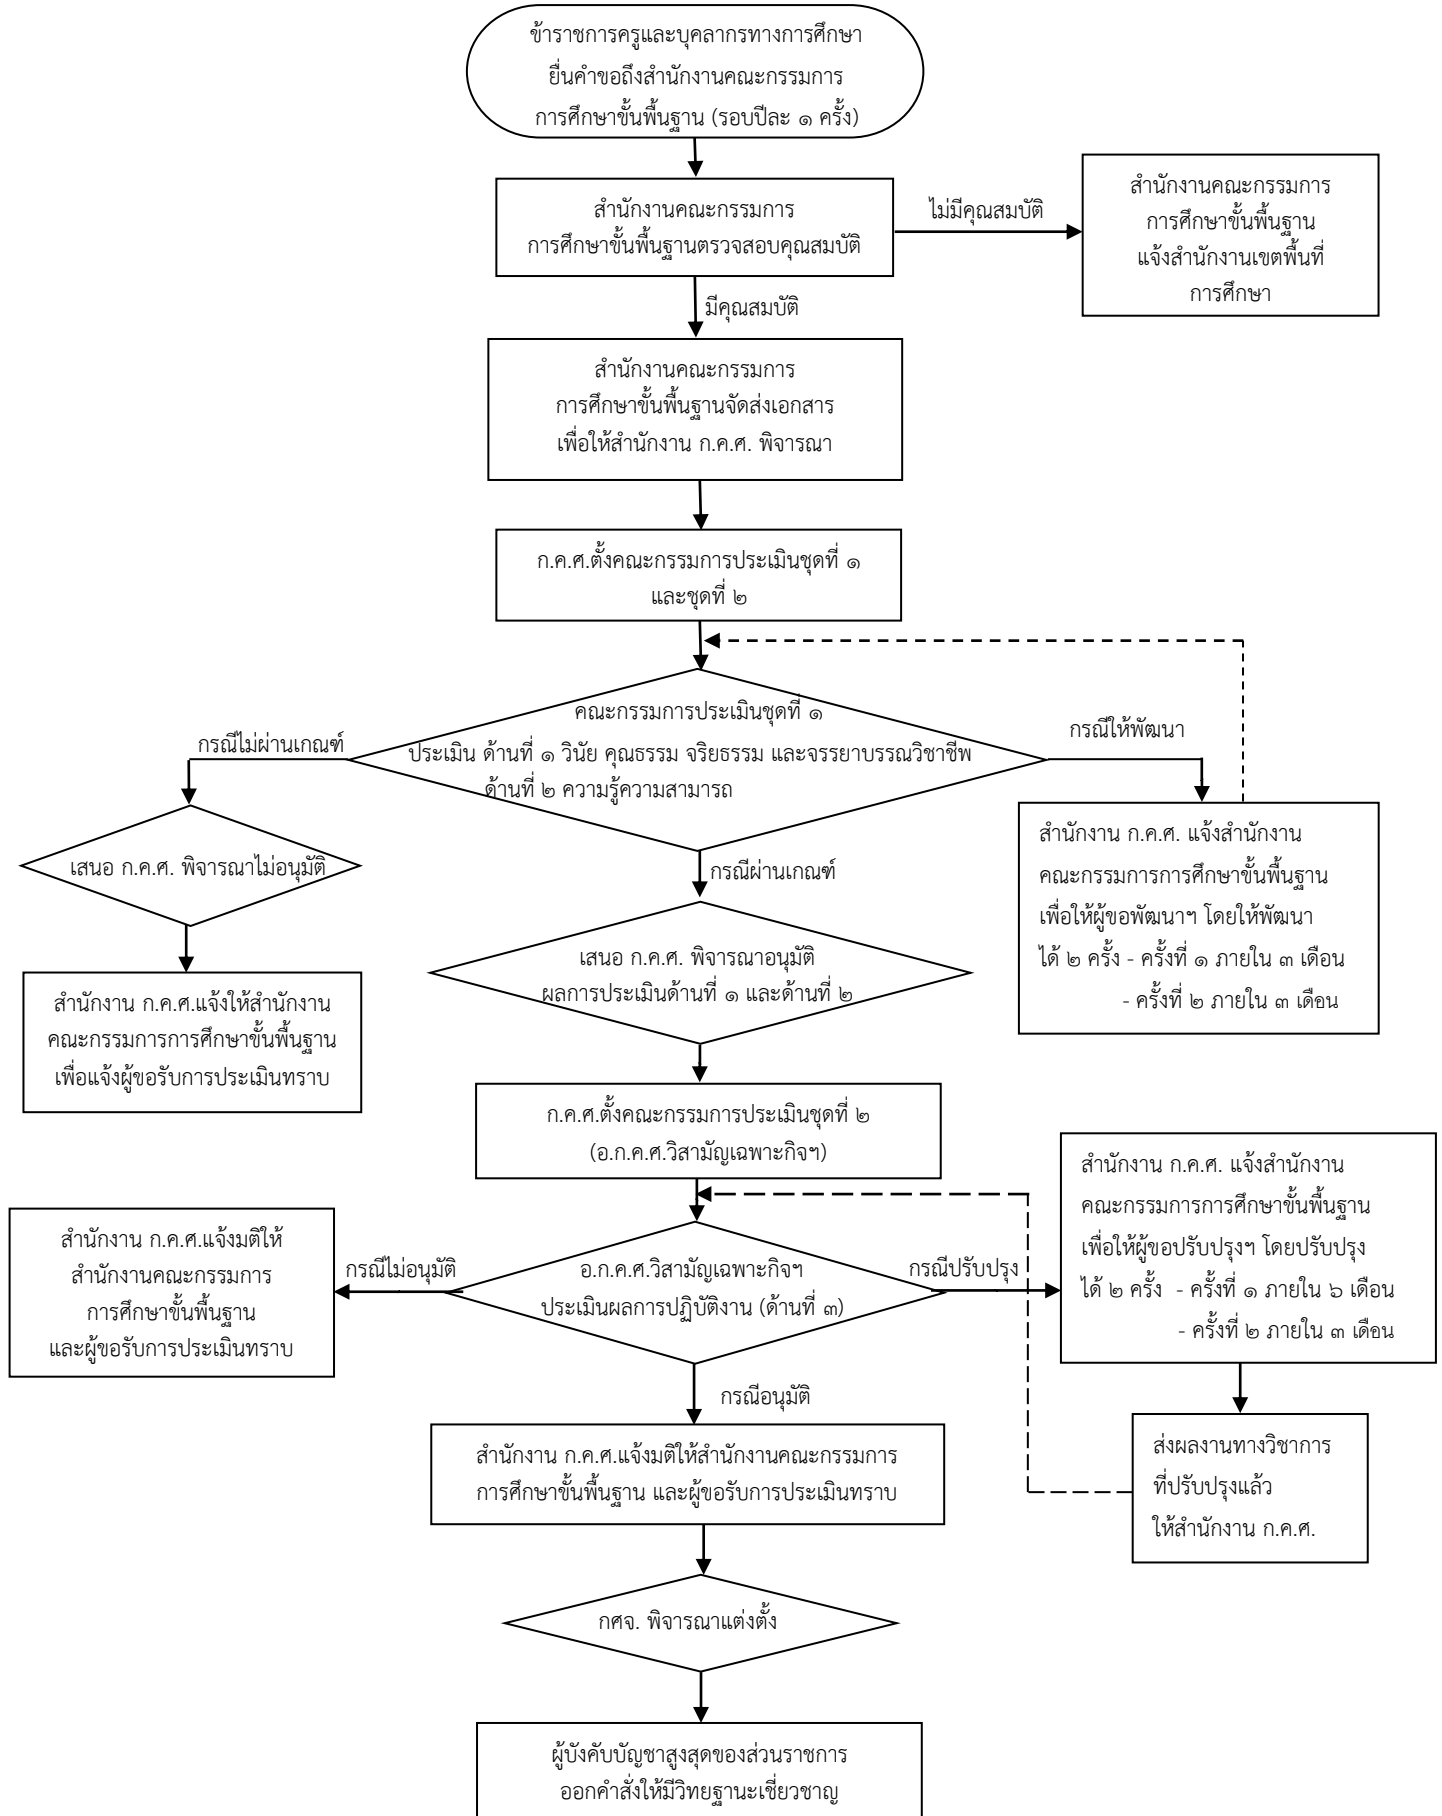 ข้าราชการครูและบุคลากรทางการศึกษา
ยื่นคำขอถึงสำนักงานคณะกรรมการ
การศึกษาขั้นพื้นฐาน (รอบปีละ ๑ ครั้ง)
สำนักงานคณะกรรมการ
การศึกษาขั้นพื้นฐานตรวจสอบคุณสมบัติ
ไม่มีคุณสมบัติ
สำนักงานคณะกรรมการ
การศึกษาขั้นพื้นฐาน
แจ้งสำนักงานเขตพื้นที่
การศึกษา
มีคุณสมบัติ
สำนักงานคณะกรรมการ
การศึกษาขั้นพื้นฐานจัดส่งเอกสาร
เพื่อให้สำนักงาน ก.ค.ศ. พิจารณา
ก.ค.ศ.ตั้งคณะกรรมการประเมินชุดที่ ๑
และชุดที่ ๒
คณะกรรมการประเมินชุดที่ ๑
ประเมิน ด้านที่ ๑ วินัย คุณธรรม จริยธรรม และจรรยาบรรณวิชาชีพ
ด้านที่ ๒ ความรู้ความสามารถ
กรณีไม่ผ่านเกณฑ์
กรณีให้พัฒนา
เสนอ ก.ค.ศ. พิจารณาไม่อนุมัติ
สำนักงาน ก.ค.ศ.แจ้งให้สำนักงาน
คณะกรรมการการศึกษาขั้นพื้นฐาน
เพื่อแจ้งผู้ขอรับการประเมินทราบ
กรณีผ่านเกณฑ์
เสนอ ก.ค.ศ. พิจารณาอนุมัติ
ผลการประเมินด้านที่ ๑ และด้านที่ ๒
สำนักงาน ก.ค.ศ. แจ้งสำนักงาน
คณะกรรมการการศึกษาขั้นพื้นฐาน
เพื่อให้ผู้ขอพัฒนาฯ โดยให้พัฒนา
ได้ ๒ ครั้ง - ครั้งที่ ๑ ภายใน ๓ เดือน
- ครั้งที่ ๒ ภายใน ๓ เดือน
ก.ค.ศ.ตั้งคณะกรรมการประเมินชุดที่ ๒
(อ.ก.ค.ศ.วิสามัญเฉพาะกิจฯ)
อ.ก.ค.ศ.วิสามัญเฉพาะกิจฯ
ประเมินผลการปฏิบัติงาน (ด้านที่ ๓)
กรณีไม่อนุมัติ
สำนักงาน ก.ค.ศ.แจ้งมติให้
สำนักงานคณะกรรมการ
การศึกษาขั้นพื้นฐาน
และผู้ขอรับการประเมินทราบ
กรณีปรับปรุง
สำนักงาน ก.ค.ศ. แจ้งสำนักงาน
คณะกรรมการการศึกษาขั้นพื้นฐาน
เพื่อให้ผู้ขอปรับปรุงฯ โดยปรับปรุง
ได้ ๒ ครั้ง - ครั้งที่ ๑ ภายใน ๖ เดือน
- ครั้งที่ ๒ ภายใน ๓ เดือน
ส่งผลงานทางวิชาการ
ที่ปรับปรุงแล้ว
ให้สำนักงาน ก.ค.ศ.
กรณีอนุมัติ
สำนักงาน ก.ค.ศ.แจ้งมติให้สำนักงานคณะกรรมการ
การศึกษาขั้นพื้นฐาน และผู้ขอรับการประเมินทราบ
กศจ. พิจารณาแต่งตั้ง
ผู้บังคับบัญชาสูงสุดของส่วนราชการ
ออกคำสั่งให้มีวิทยฐานะเชี่ยวชาญ